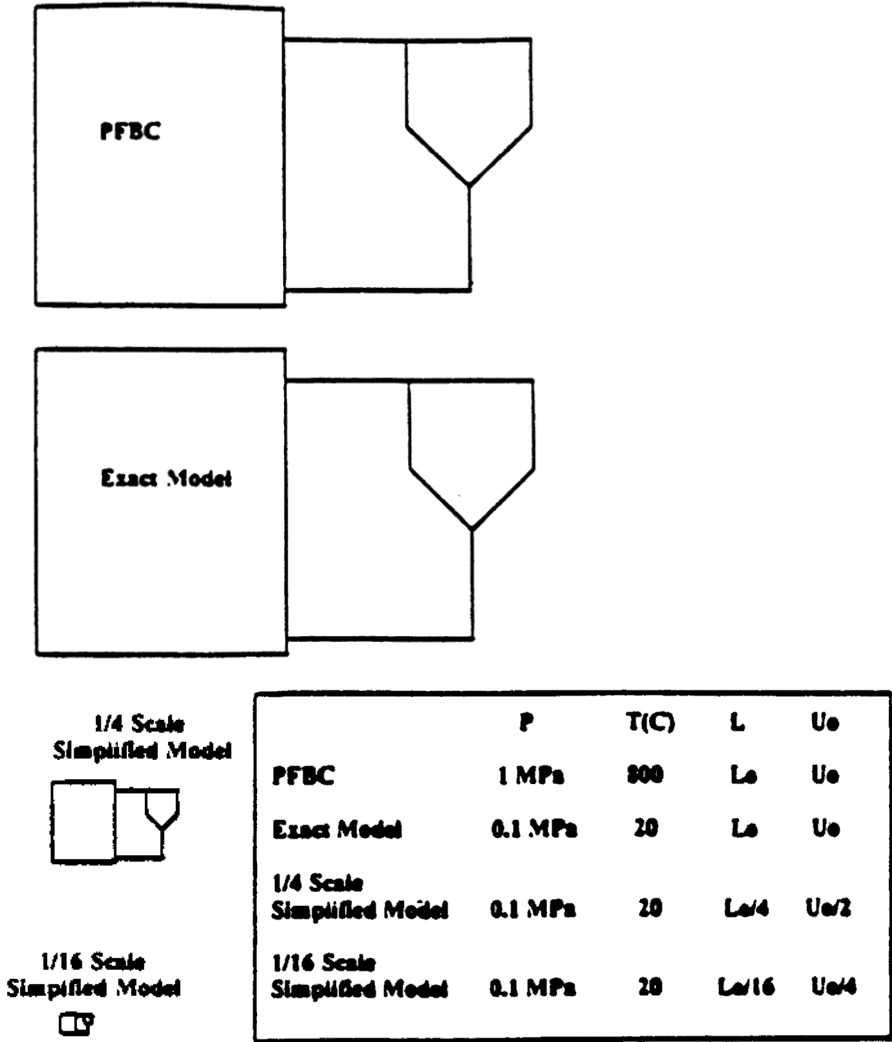 PFBC
Exact Model
1/4 Scale
Simplified Model
1/16 Scale
Simplified Model
P T(C) L Uo
PFBC 1 MPa 800 Lo Uo
Exact Model 0.1 MPa 20 Lo Uo
1/4 Scale
Simplified Model 0.1 MPa 20 Lo/4 Uo/2
1/16 Scale
Simplified Model 0.1 MPa 20 Lo/16 Uo/4